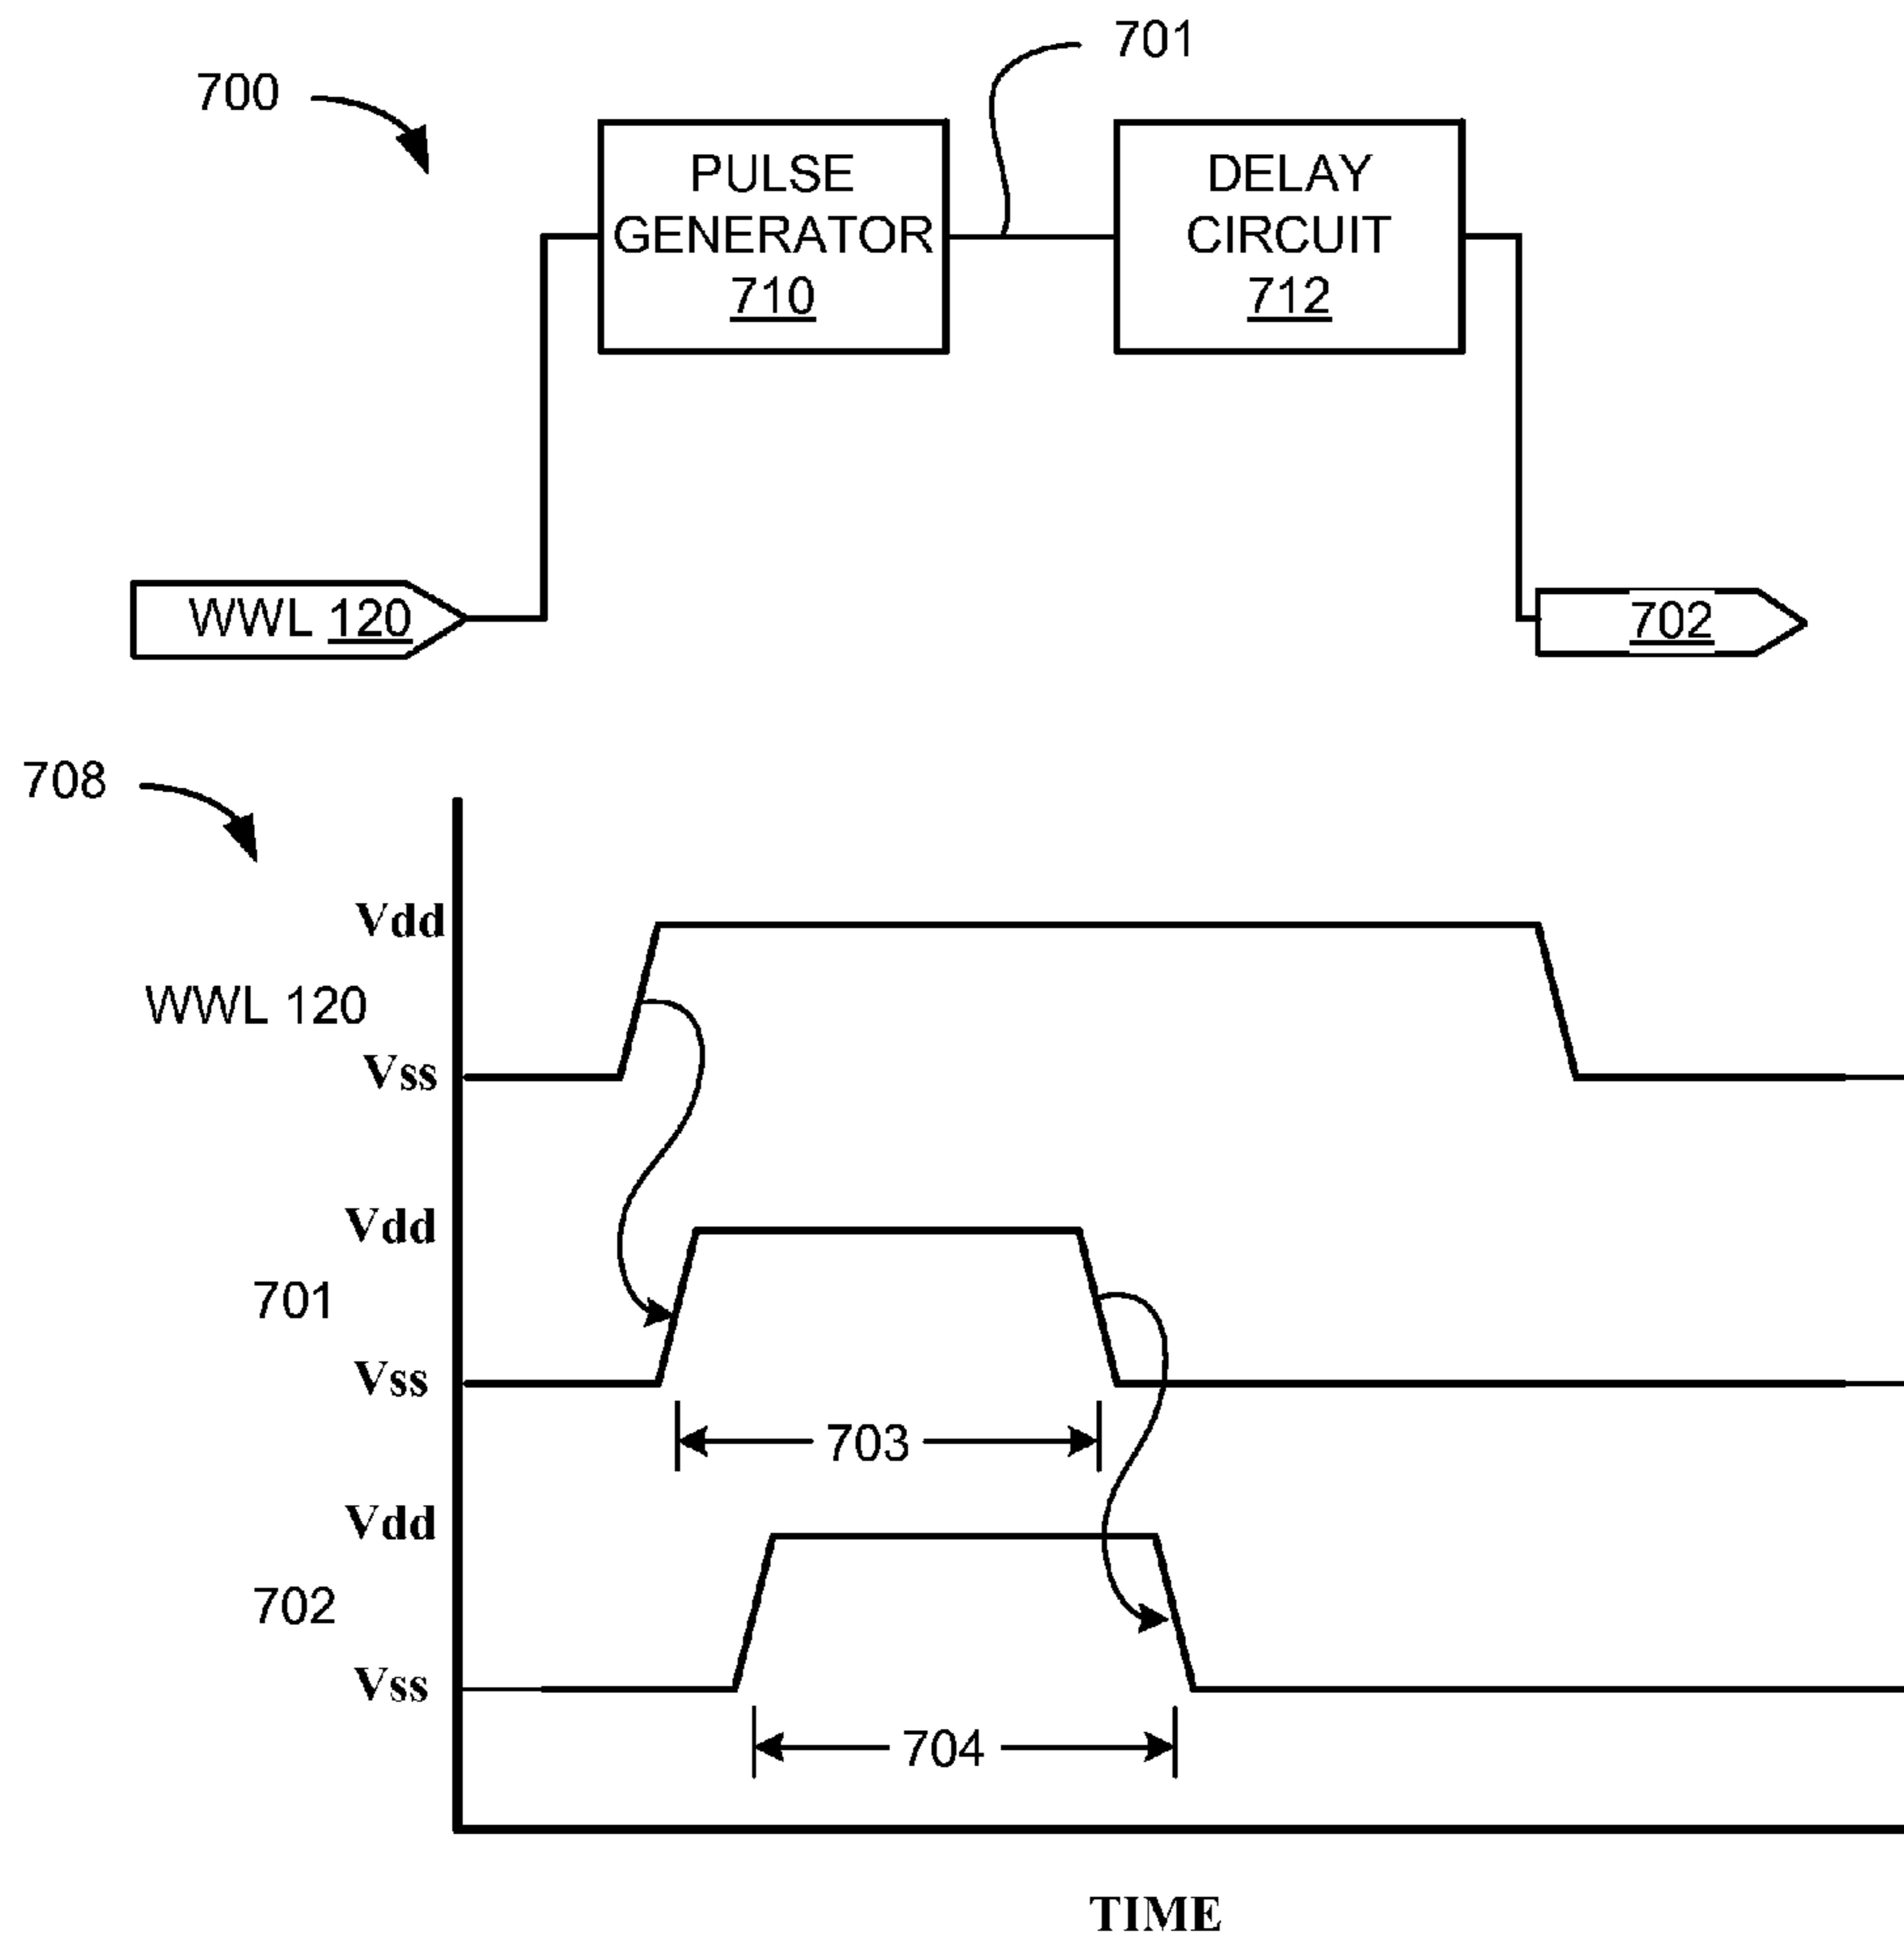 701
700
PULSE
GENERATOR
710
DELAY
CIRCUIT
712
WWL 120
702
708
Vdd
WWL 120
Vss
Vdd
701
Vss
703
Vdd
702
Vss
704
TIME